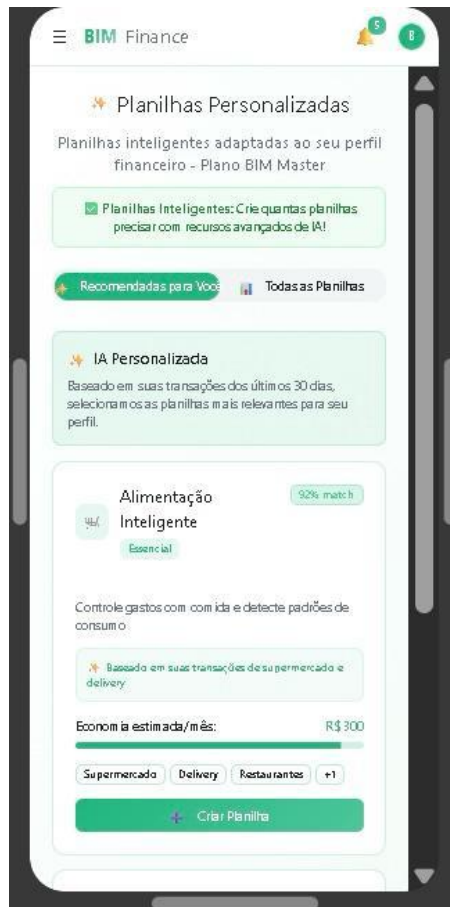 BIM Finance
5
B
Planilhas Personalizadas
Planilhas inteligentes adaptadas ao seu perfil
financeiro - Plano BIM Master
Planilhas Inteligentes: Crie quantas planilhas
precisar com recursos avançados de IA!
Recomendadas para Você
Todas as Planilhas
IA Personalizada
Baseado em suas transações dos últimos 30 dias,
selecionamos as planilhas mais relevantes para seu
perfil.
Alimentação
Inteligente
92% match
Essencial
Controle gastos com comida e detecte padrões de
consumo
Baseado em suas transações de supermercado e
delivery
Economia estimada/mês: R$ 300
Supermercado Delivery Restaurantes +1
Criar Planilha